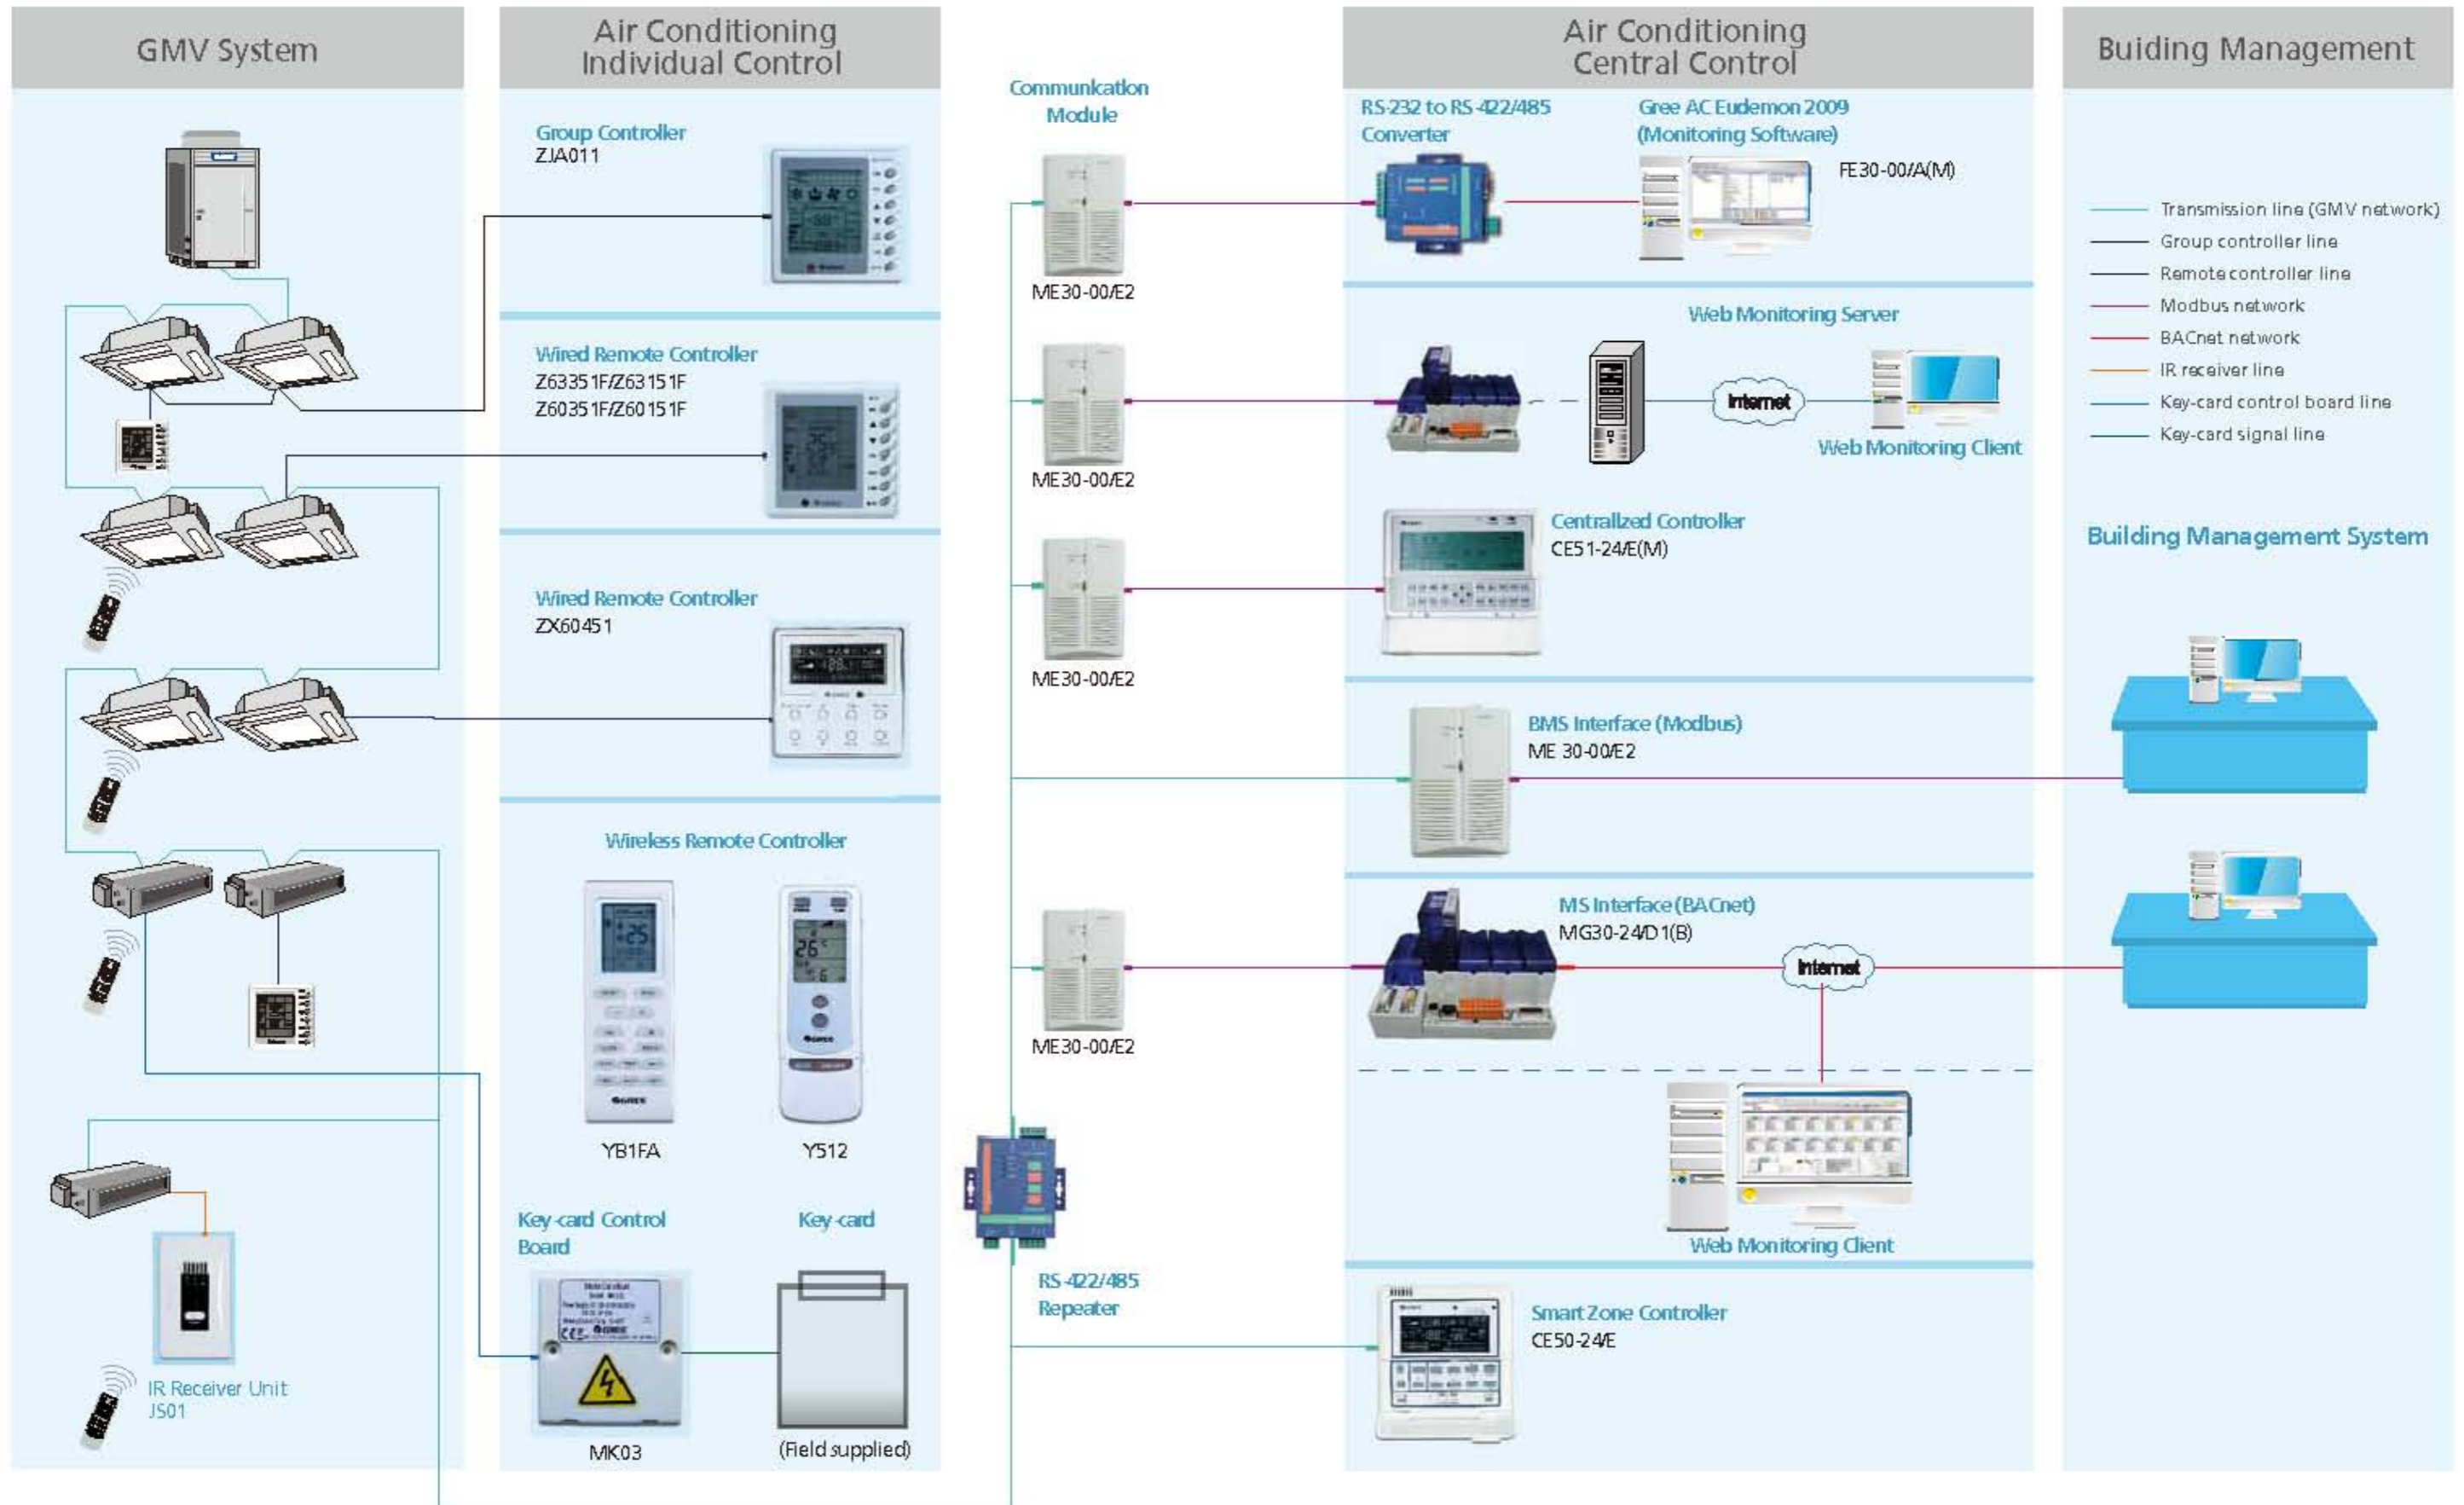 GMV System
Air Conditioning
Individual Control
Air Conditioning
Central Control
Buiding Management
Group Controller
ZJA011
Wired Remote Controller
Z63351F/Z63151F
Z60351F/Z60151F
Wired Remote Controller
ZX60451
Wireless Remote Controller
YB1FA
Y512
Key-card Control
Board
Key-card
MK03
(Field supplied)
IR Receiver Unit
JS01
Communkation
Module
ME30-00/E2
ME30-00/E2
ME30-00/E2
ME30-00/E2
RS-422/485
Repeater
RS-232 to RS-422/485
Converter
Gree AC Eudemon 2009
(Monitoring Software)
FE30-00/A(M)
Web Monitoring Server
Internet
Web Monitoring Client
Centralized Controller
CE51-24/E(M)
BMS Interface (Modbus)
ME 30-00/E2
MS Interface (BACnet)
MG30-24/D1(B)
Internet
Web Monitoring Client
Smart Zone Controller
CE50-24/E
Transmission line (GMV network)
Group controller line
Remote controller line
Modbus network
BACnet network
IR receiver line
Key-card control board line
Key-card signal line
Building Management System